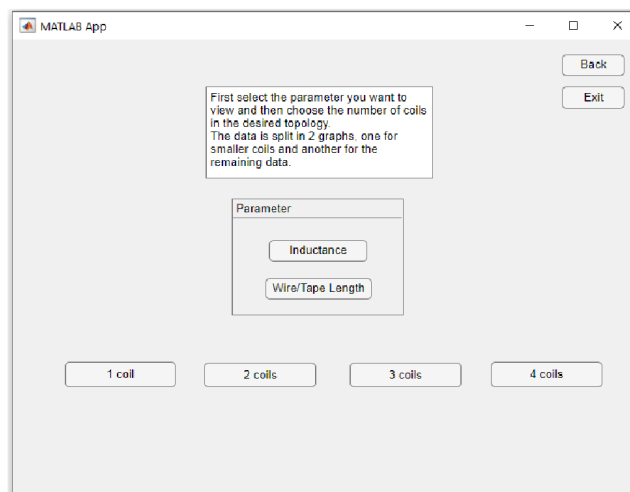 MATLAB App
Back
Exit
First select the parameter you want to
view and then choose the number of coils
in the desired topology.
The data is split in 2 graphs, one for
smaller coils and another for the
remaining data.
Parameter
Inductance
Wire/Tape Length
1 coil
2 coils
3 coils
4 coils